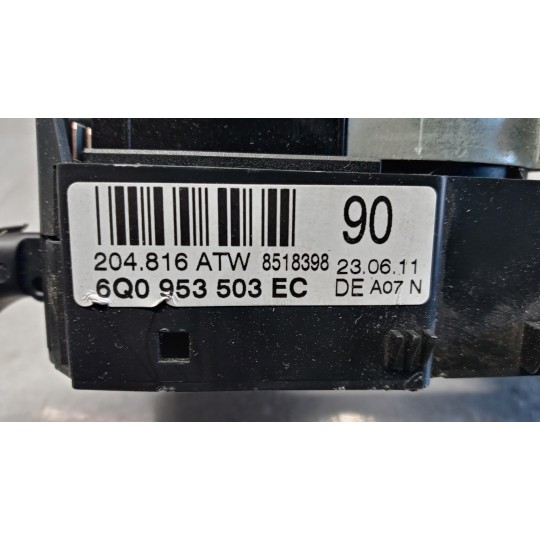 90
204.816 ATW 8518398 23.06.11
6Q0 953 503 EC DE A07 N